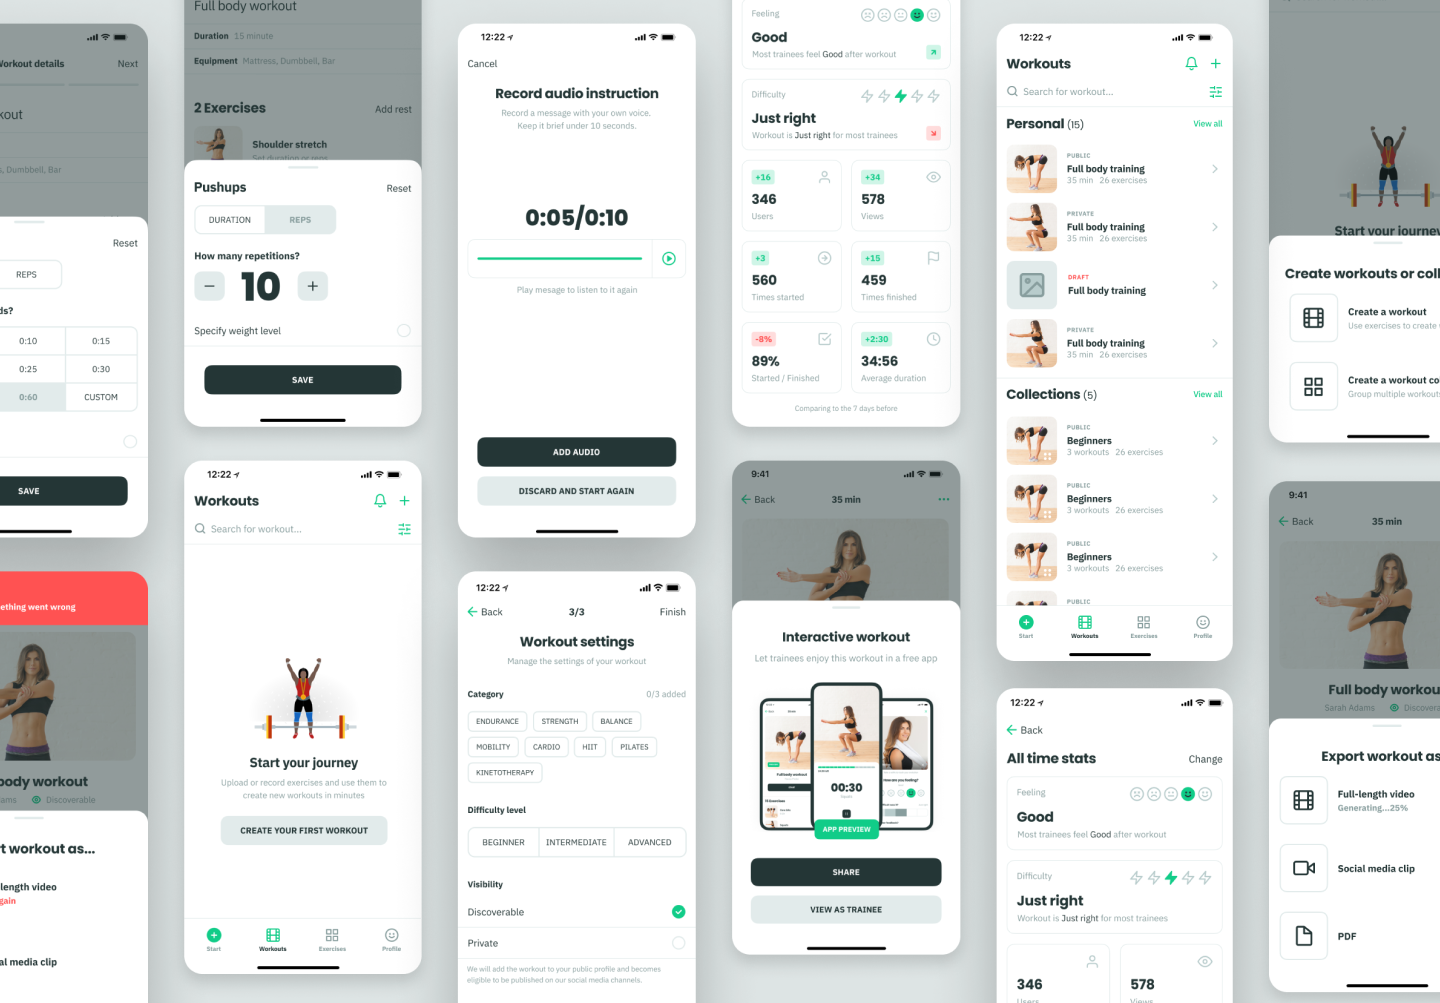 Workout details
Next
kout
s, Dumbbell, Bar
Reset
REPS
ds?
0:10
0:15
0:25
0:30
0:60
CUSTOM
SAVE
ething went wrong
body workout
ams
Discoverable
t workout as...
length video
gain
al media clip
Full body workout
Duration 15 minute
Equipment Mattress, Dumbbell, Bar
2 Exercises
Add rest
Shoulder stretch
Set duration or reps
Pushups
Reset
DURATION
REPS
How many repetitions?
10
Specify weight level
SAVE
12:22
Workouts
Search for workout...
Start your journey
Upload or record exercises and use them to
create new workouts in minutes
CREATE YOUR FIRST WORKOUT
Start
Workouts
Exercises
Profile
12:22
Cancel
Record audio instruction
Record a message with your own voice.
Keep it brief under 10 seconds.
0:05/0:10
Play mesage to listen to it again
ADD AUDIO
DISCARD AND START AGAIN
12:22
Back
3/3
Finish
Workout settings
Manage the settings of your workout
Category
0/3 added
ENDURANCE
STRENGTH
BALANCE
MOBILITY
CARDIO
HIIT
PILATES
KINETOTHERAPY
Difficulty level
BEGINNER
INTERMEDIATE
ADVANCED
Visibility
Discoverable
Private
We will add the workout to your public profile and becomes
eligible to be published on our social media channels.
Feeling
Good
Most trainees feel Good after workout
Difficulty
Just right
Workout is Just right for most trainees
+16
346
Users
+34
578
Views
+3
560
Times started
+15
459
Times finished
-8%
89%
Started / Finished
+2:30
34:56
Average duration
Comparing to the 7 days before
9:41
Back
35 min
Interactive workout
Let trainees enjoy this workout in a free app
Full body workout
00:30
How are you feeling?
APP PREVIEW
SHARE
VIEW AS TRAINEE
12:22
Workouts
Search for workout...
Personal (15)
View all
PUBLIC
Full body training
35 min 26 exercises
PRIVATE
Full body training
35 min 26 exercises
DRAFT
Full body training
PRIVATE
Full body training
35 min 26 exercises
Collections (5)
View all
PUBLIC
Beginners
3 workouts 26 exercises
PUBLIC
Beginners
3 workouts 26 exercises
PUBLIC
Beginners
3 workouts 26 exercises
PUBLIC
Start
Workouts
Exercises
Profile
12:22
Back
All time stats
Change
Feeling
Good
Most trainees feel Good after workout
Difficulty
Just right
Workout is Just right for most trainees
346
Users
578
Views
Start your journey
Create workouts or coll
Create a workout
Use exercises to create
Create a workout co
Group multiple workouts
9:41
Back
35 min
Full body workou
Sarah Adams
Discovera
Export workout as
Full-length video
Generating...25%
Social media clip
PDF